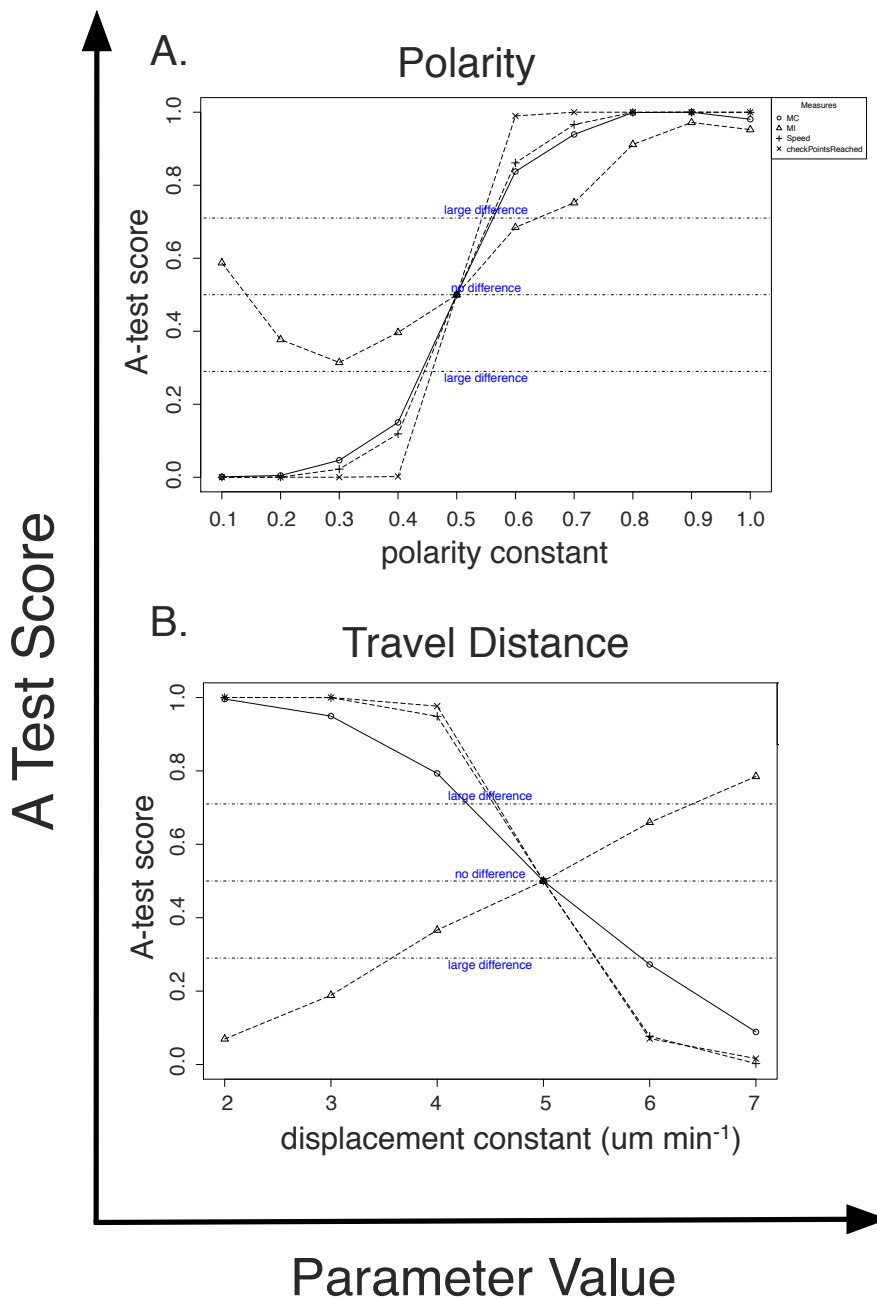 A.
Polarity
Measures
MC
MI
Speed
checkPointsReached
1.0
0.8
0.6
0.4
0.2
0.0
A-test score
large difference
no difference
large difference
0.1 0.2 0.3 0.4 0.5 0.6 0.7 0.8 0.9 1.0
polarity constant
B.
Travel Distance
1.0
0.8
0.6
0.4
0.2
0.0
A-test score
large difference
no difference
large difference
2 3 4 5 6 7
displacement constant (um min⁻¹)
A Test Score
Parameter Value